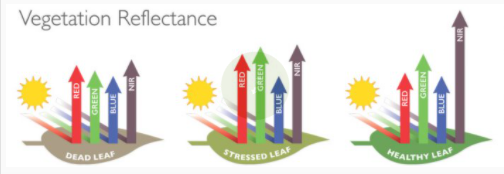 Vegetation Reflectance
RED
GREEN
BLUE
NIR
DEAD LEAF
RED
GREEN
BLUE
NIR
STRESSED LEAF
RED
GREEN
BLUE
NIR
HEALTHY LEAF